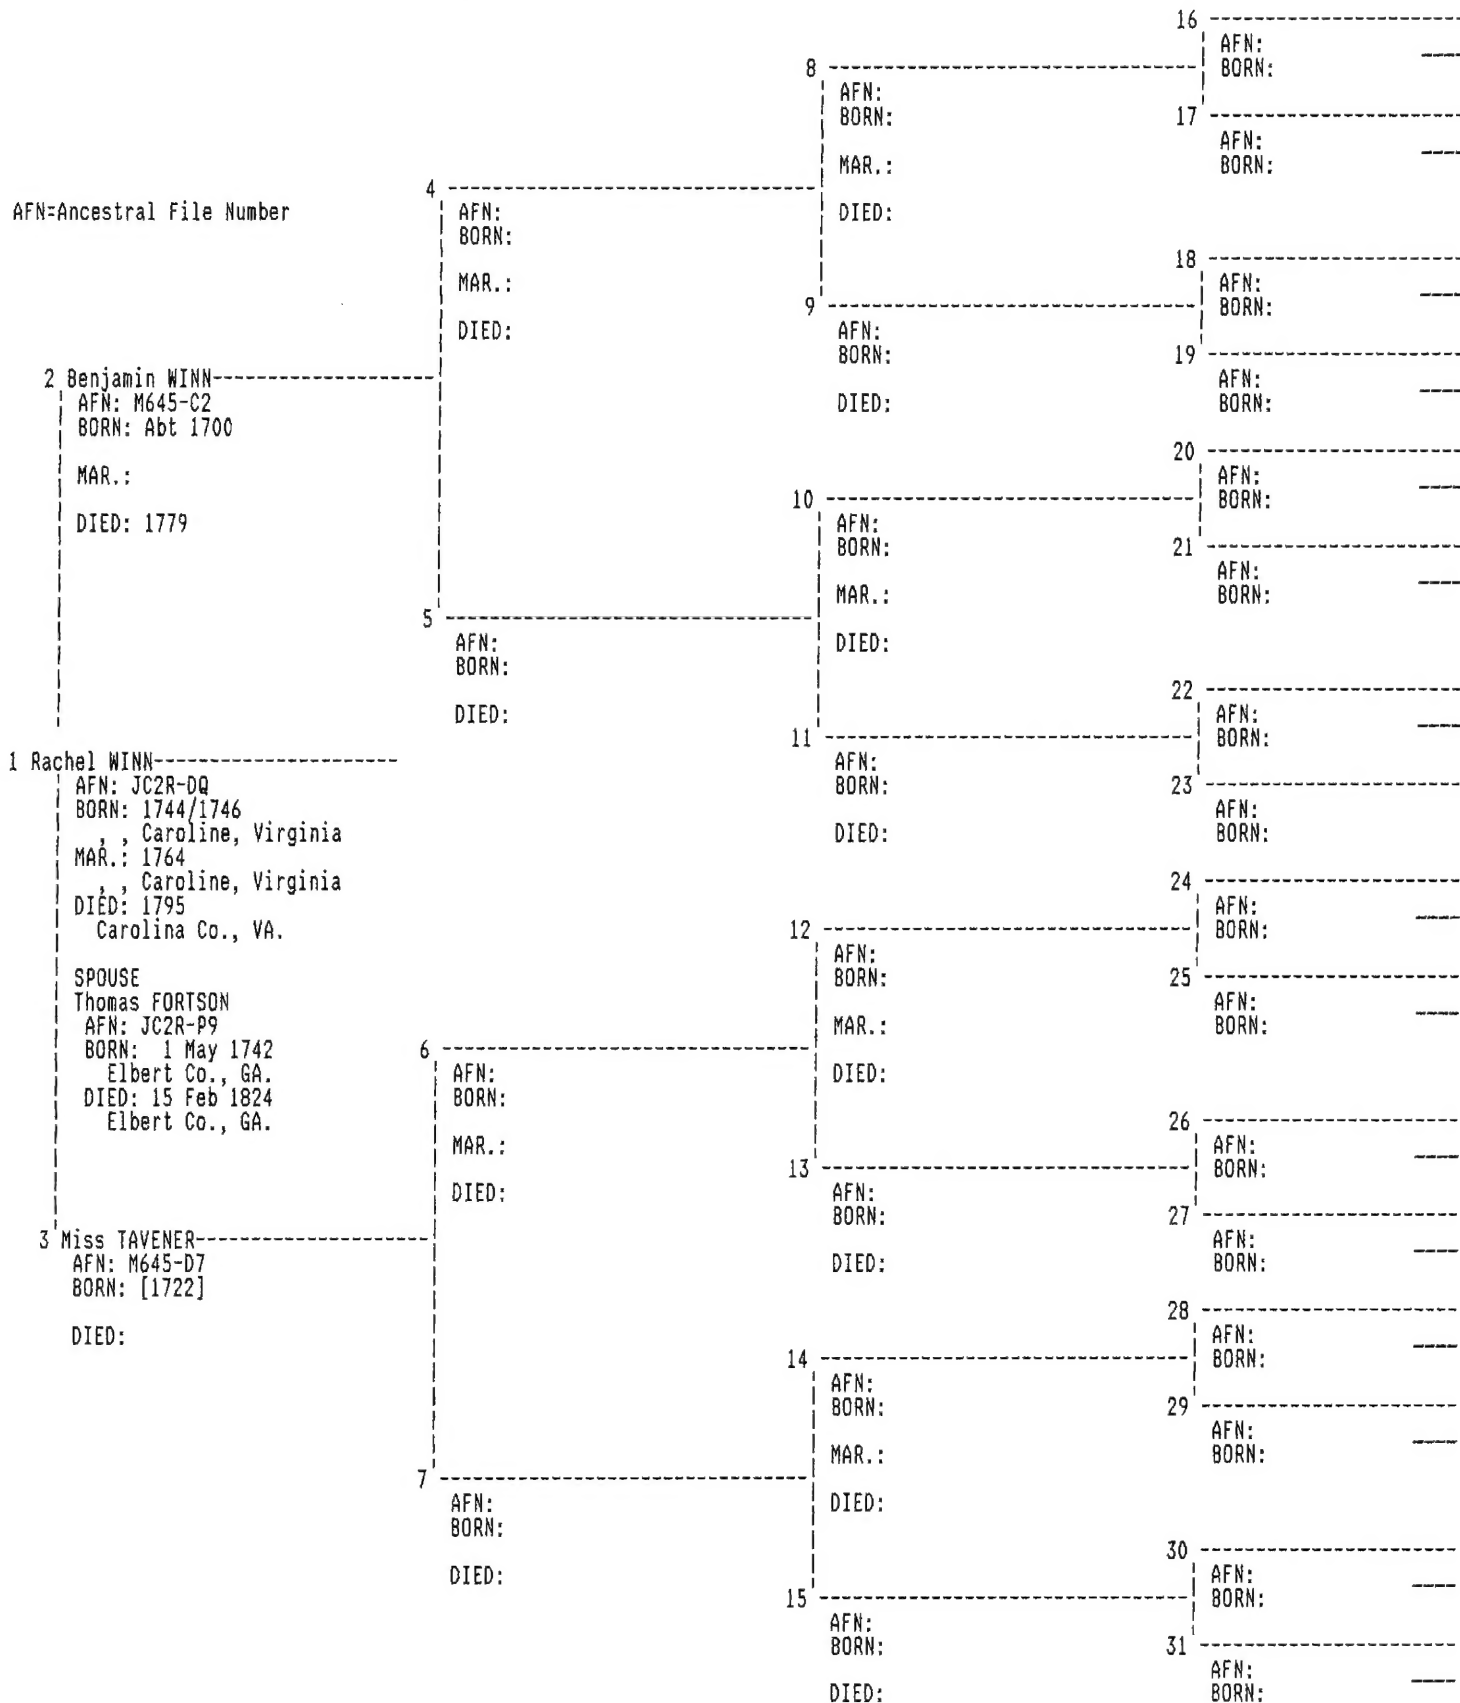 AFN=Ancestral File Number
2 Benjamin WINN
AFN: M645-C2
BORN: Abt 1700
MAR.:
DIED: 1779
1 Rachel WINN
AFN: JC2R-DQ
BORN: 1744/1746
, , Caroline, Virginia
MAR.: 1764
, , Caroline, Virginia
DIED: 1795
Carolina Co., VA.
SPOUSE
Thomas FORTSON
AFN: JC2R-P9
BORN: 1 May 1742
Elbert Co., GA.
DIED: 15 Feb 1824
Elbert Co., GA.
3 Miss TAVENER
AFN: M645-D7
BORN: [1722]
DIED:
4
AFN:
BORN:
MAR.:
DIED:
5
AFN:
BORN:
DIED:
6
AFN:
BORN:
MAR.:
DIED:
7
AFN:
BORN:
DIED:
8
AFN:
BORN:
MAR.:
DIED:
9
AFN:
BORN:
DIED:
10
AFN:
BORN:
MAR.:
DIED:
11
AFN:
BORN:
DIED:
12
AFN:
BORN:
MAR.:
DIED:
13
AFN:
BORN:
DIED:
14
AFN:
BORN:
MAR.:
DIED:
15
AFN:
BORN:
DIED:
16
AFN:
BORN:
17
AFN:
BORN:
18
AFN:
BORN:
19
AFN:
BORN:
20
AFN:
BORN:
21
AFN:
BORN:
22
AFN:
BORN:
23
AFN:
BORN:
24
AFN:
BORN:
25
AFN:
BORN:
26
AFN:
BORN:
27
AFN:
BORN:
28
AFN:
BORN:
29
AFN:
BORN:
30
AFN:
BORN:
31
AFN:
BORN: